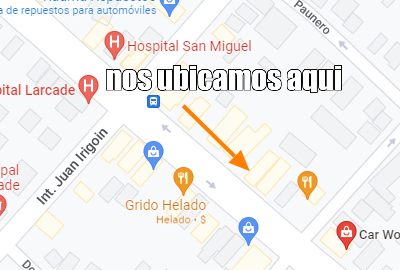 de repuestos para automóviles
Paunero
Hospital San Miguel
nos ubicamos aqui
pital Larcade
Int. Juan Irigoin
Grido Helado
Helado • $
Car Wo